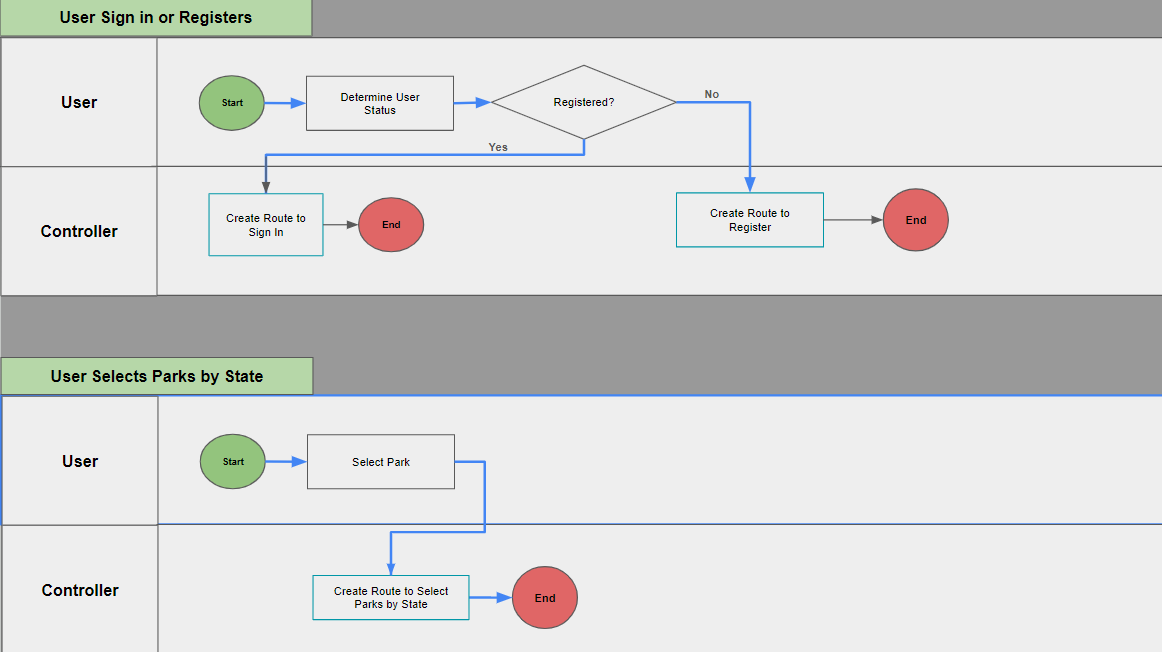 User Sign in or Registers
User
Start
Determine User
Status
Registered?
No
Yes
Controller
Create Route to
Sign In
End
Create Route to
Register
End
User Selects Parks by State
User
Start
Select Park
Controller
Create Route to Select
Parks by State
End